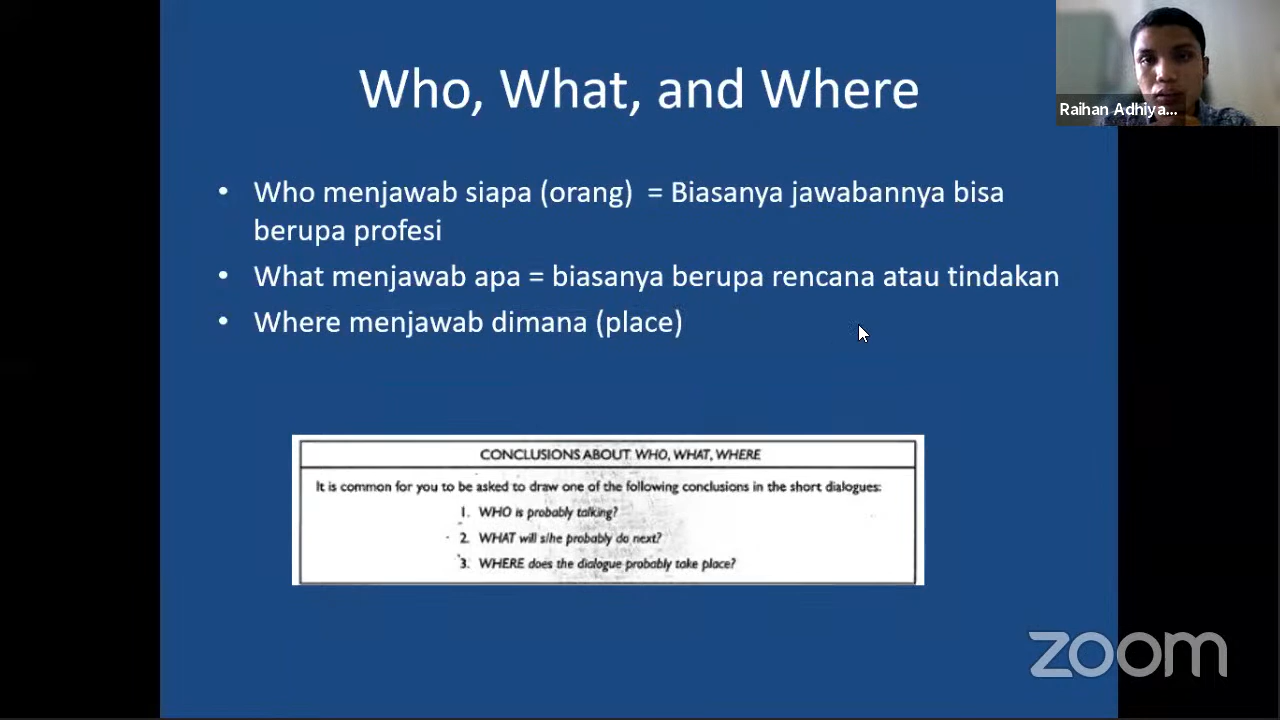 Who, What, and Where
Raihan Adhiya...
• Who menjawab siapa (orang) = Biasanya jawabannya bisa
berupa profesi
• What menjawab apa = biasanya berupa rencana atau tindakan
• Where menjawab dimana (place)
CONCLUSIONS ABOUT WHO, WHAT, WHERE
It is common for you to be asked to draw one of the following conclusions in the short dialogues:
1. WHO is probably talking?
2. WHAT will s/he probably do next?
3. WHERE does the dialogue probably take place?
zoom